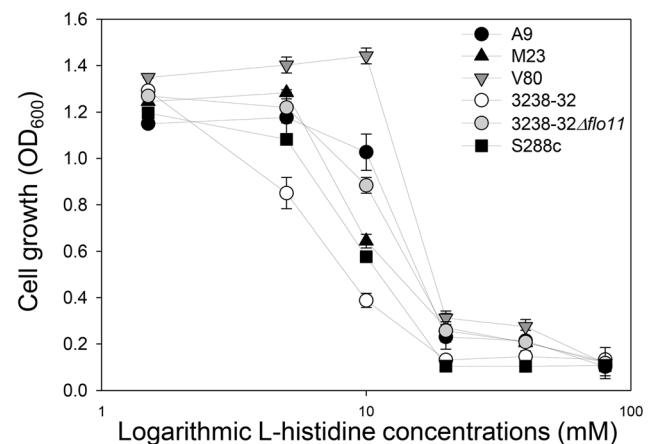 1.6
1.4
1.2
1.0
0.8
0.6
0.4
0.2
0.0
Cell growth (OD600)
A9
M23
V80
3238-32
3238-32Δflo11
S288c
1 10 100
Logarithmic L-histidine concentrations (mM)